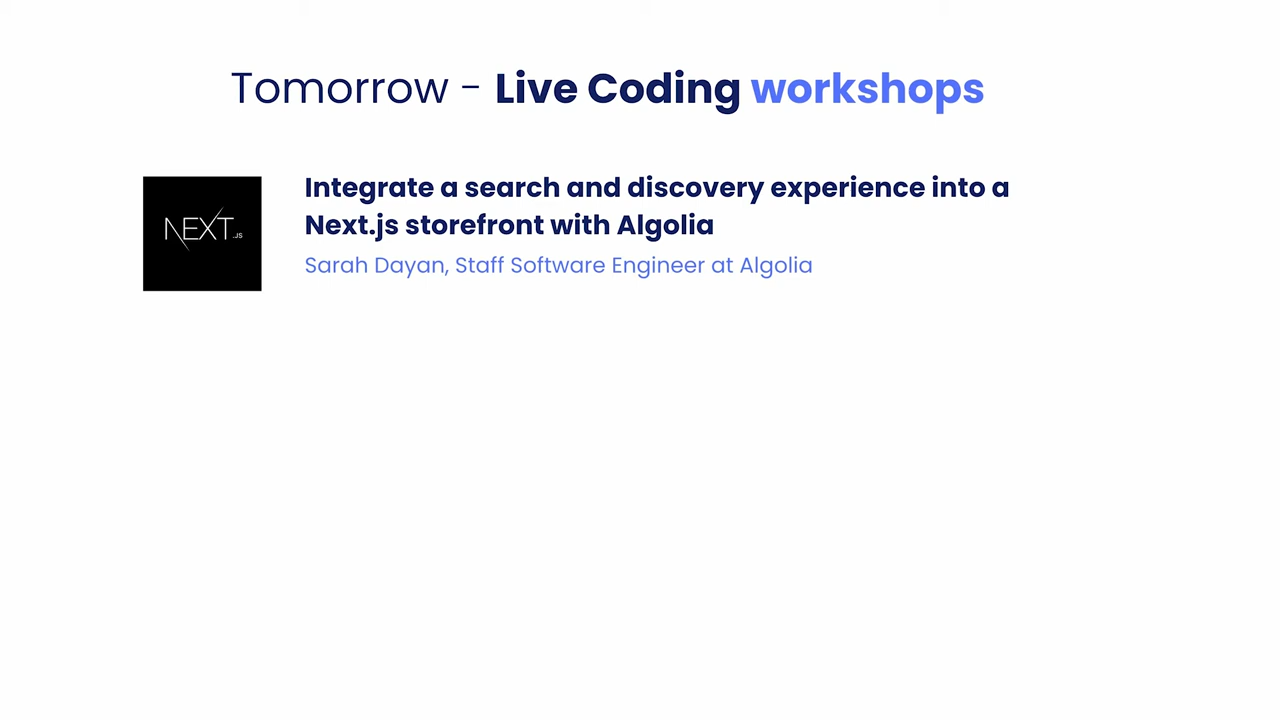 Tomorrow - Live Coding workshops
NEXT.JS
Integrate a search and discovery experience into a
Next.js storefront with Algolia
Sarah Dayan, Staff Software Engineer at Algolia